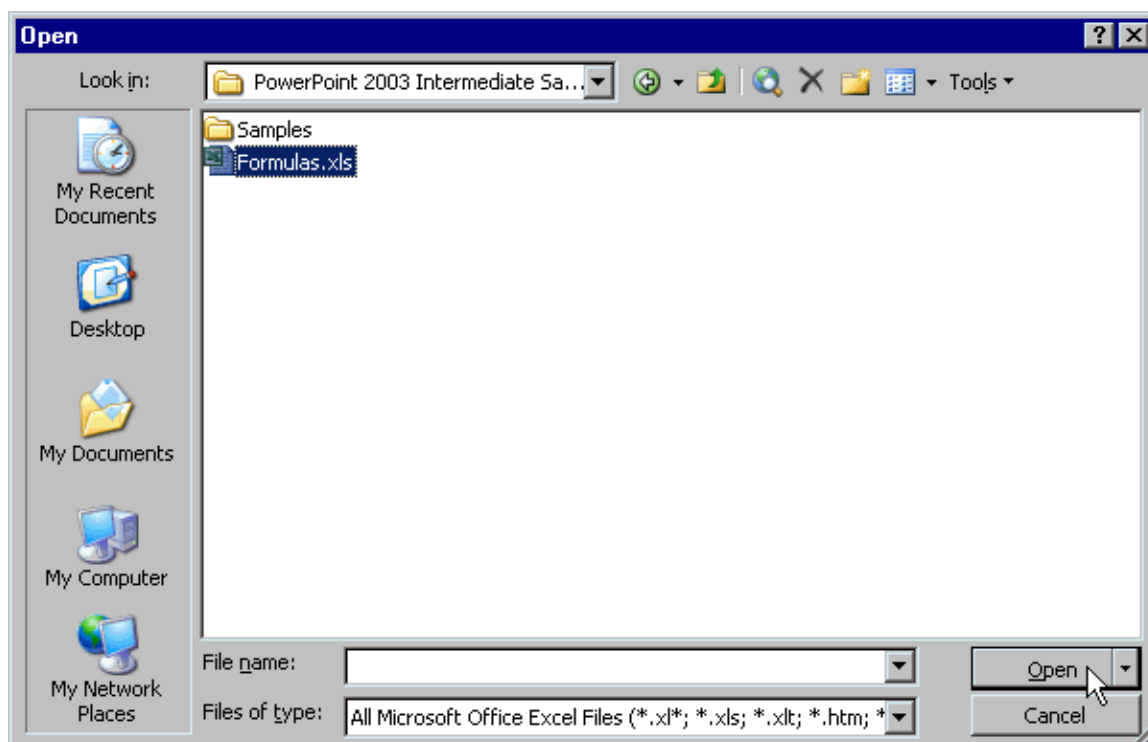 Open
Look in:
PowerPoint 2003 Intermediate Sa...
Tools
Samples
Formulas.xls
My Recent
Documents
Desktop
My Documents
My Computer
My Network
Places
File name:
Open
Files of type:
All Microsoft Office Excel Files (*.xl*; *.xls; *.xlt; *.htm; *
Cancel